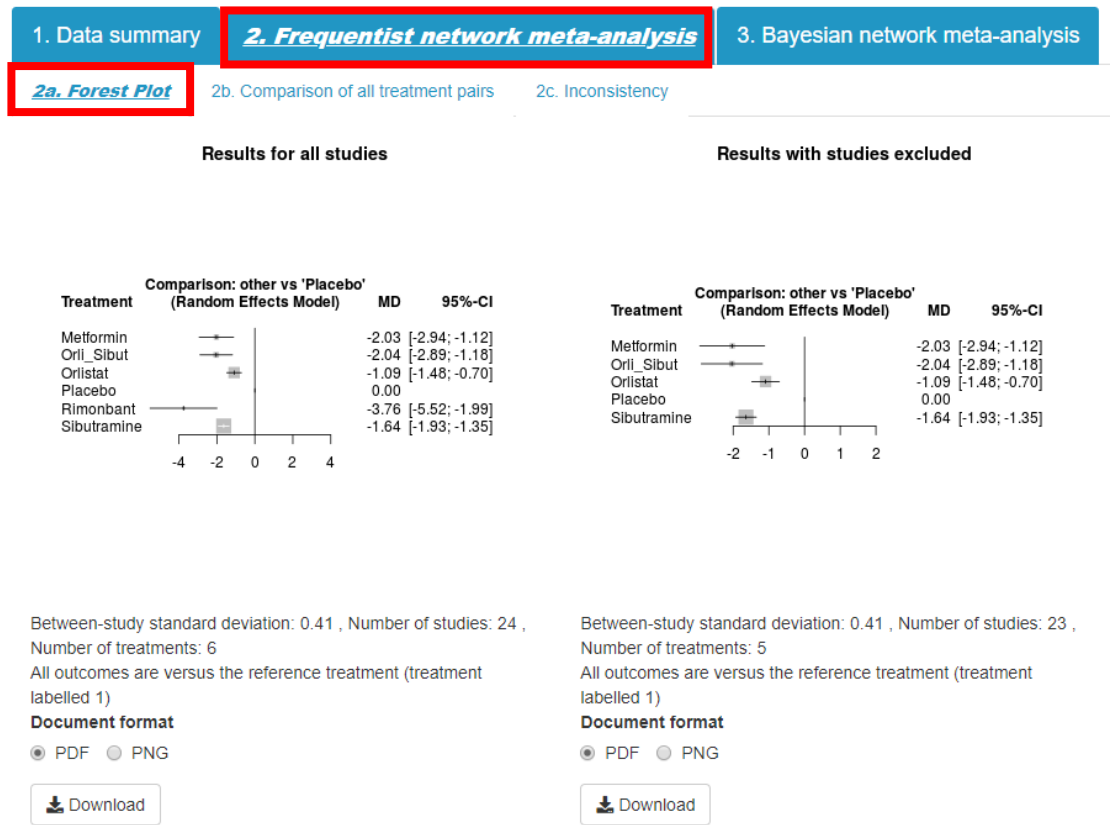 1. Data summary
2. Frequentist network meta-analysis
3. Bayesian network meta-analysis
2a. Forest Plot
2b. Comparison of all treatment pairs
2c. Inconsistency
Results for all studies
Comparison: other vs 'Placebo'
Treatment (Random Effects Model) MD 95%-CI
Metformin -2.03 [-2.94; -1.12]
Orli_Sibut -2.04 [-2.89; -1.18]
Orlistat -1.09 [-1.48; -0.70]
Placebo 0.00
Rimonbant -3.76 [-5.52; -1.99]
Sibutramine -1.64 [-1.93; -1.35]
-4 -2 0 2 4
Between-study standard deviation: 0.41 , Number of studies: 24 ,
Number of treatments: 6
All outcomes are versus the reference treatment (treatment
labelled 1)
Document format
PDF PNG
Download
Results with studies excluded
Comparison: other vs 'Placebo'
Treatment (Random Effects Model) MD 95%-CI
Metformin -2.03 [-2.94; -1.12]
Orli_Sibut -2.04 [-2.89; -1.18]
Orlistat -1.09 [-1.48; -0.70]
Placebo 0.00
Sibutramine -1.64 [-1.93; -1.35]
-2 -1 0 1 2
Between-study standard deviation: 0.41 , Number of studies: 23 ,
Number of treatments: 5
All outcomes are versus the reference treatment (treatment
labelled 1)
Document format
PDF PNG
Download